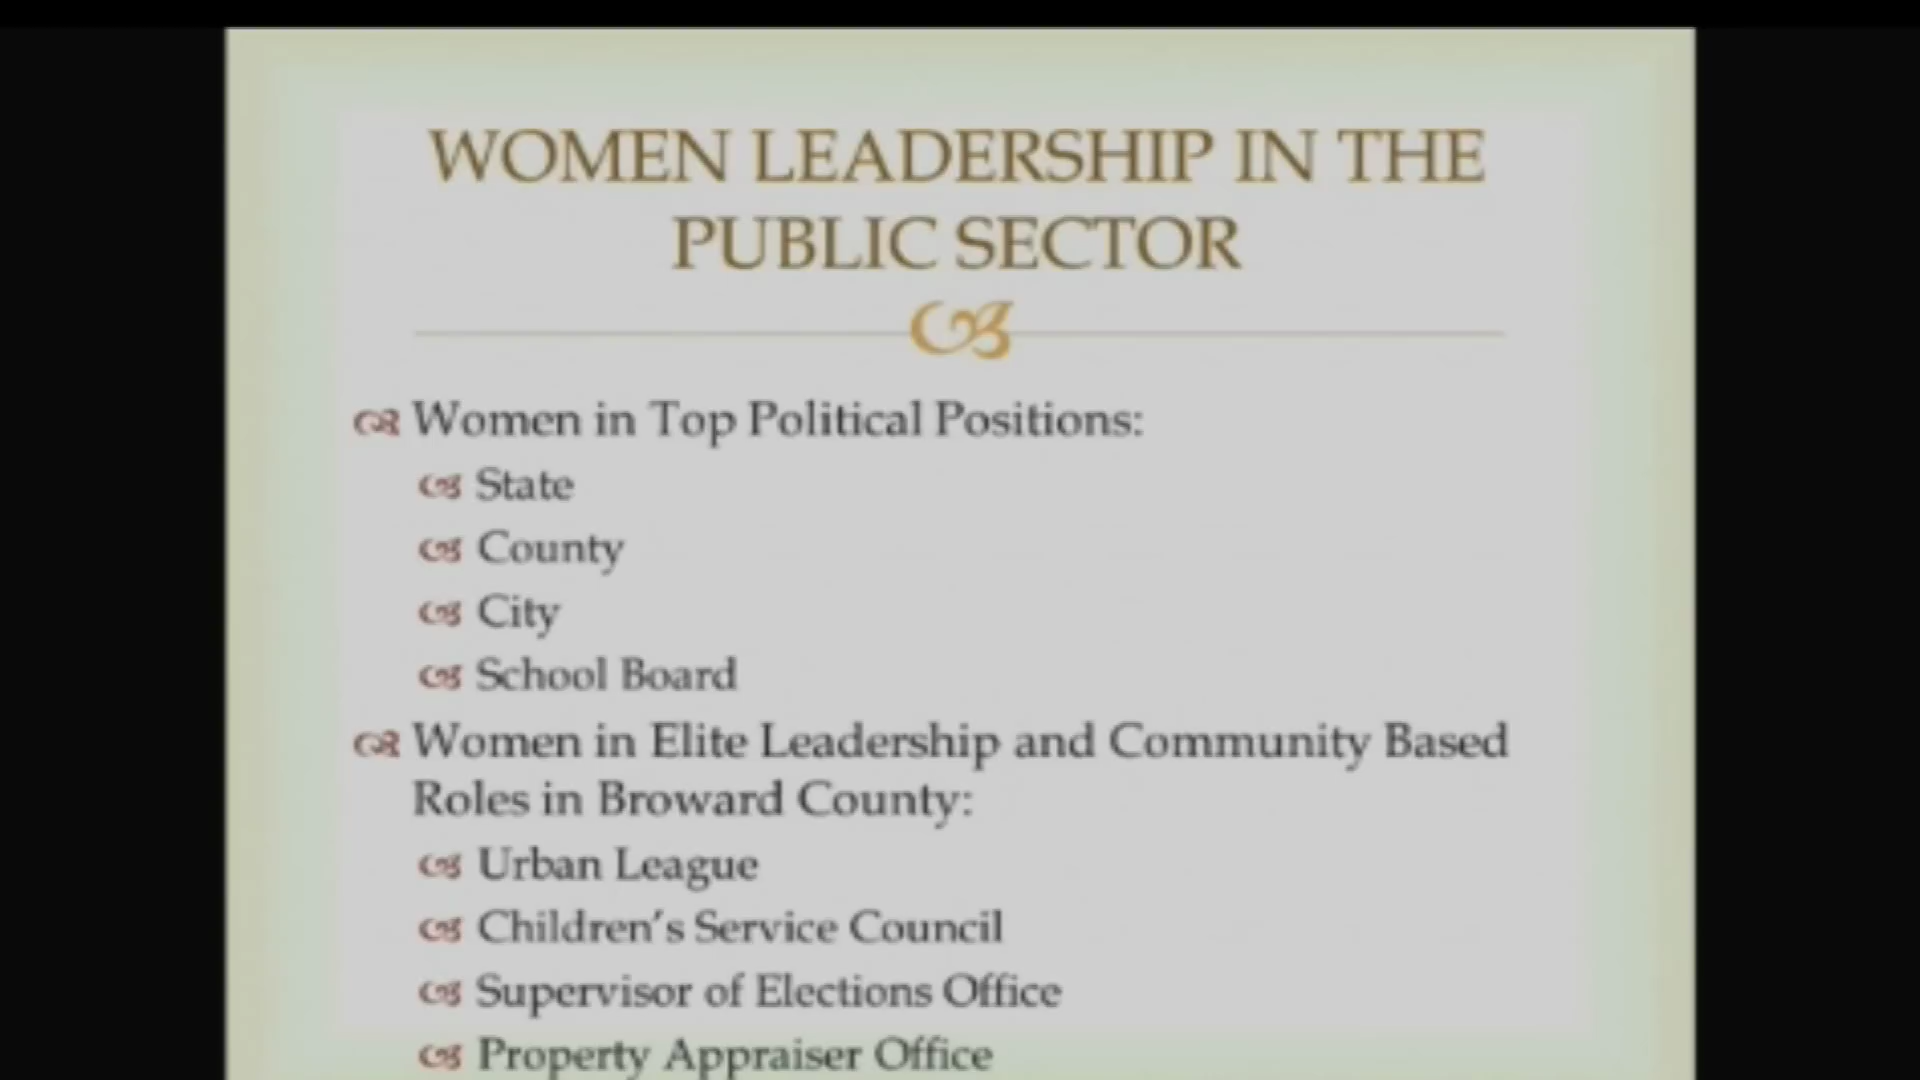 WOMEN LEADERSHIP IN THE
PUBLIC SECTOR
Women in Top Political Positions:
State
County
City
School Board
Women in Elite Leadership and Community Based
Roles in Broward County:
Urban League
Children's Service Council
Supervisor of Elections Office
Property Appraiser Office